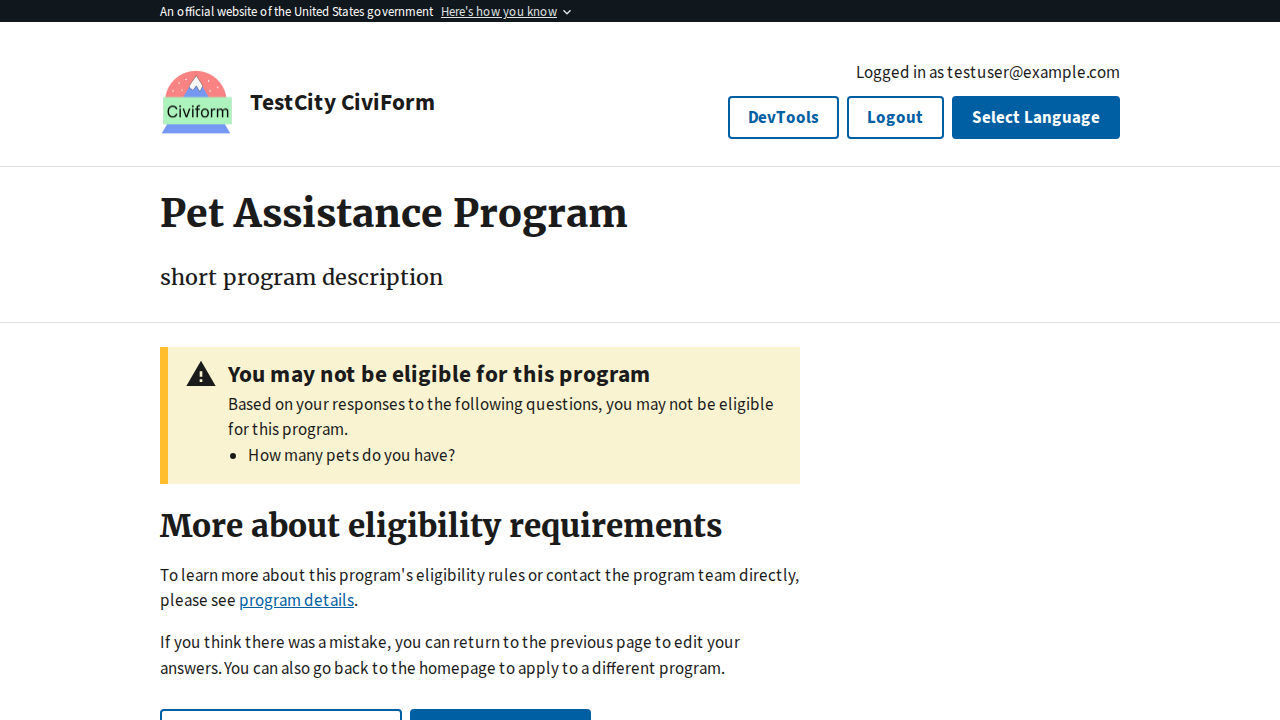 An official website of the United States government Here's how you know
Logged in as testuser@example.com
Civiform
TestCity CiviForm
DevTools
Logout
Select Language
Pet Assistance Program
short program description
You may not be eligible for this program
Based on your responses to the following questions, you may not be eligible
for this program.
• How many pets do you have?
More about eligibility requirements
To learn more about this program's eligibility rules or contact the program team directly,
please see program details.
If you think there was a mistake, you can return to the previous page to edit your
answers. You can also go back to the homepage to apply to a different program.